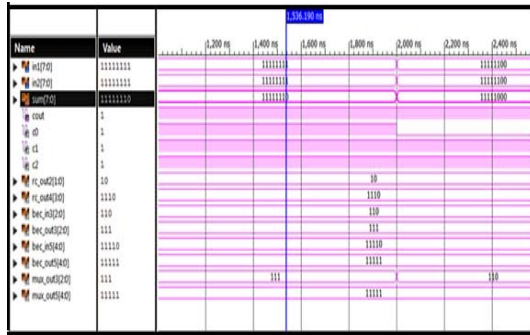 1,536.190 ns
Name Value 1,200 ns 1,400 ns 1,600 ns 1,800 ns 2,000 ns 2,200 ns 2,400 ns
in1[7:0] 11111111 11111111 11111100
in2[7:0] 11111111 11111111 11111100
sum[7:0] 11111110 11111110 11111000
cout 1
c0 1
c1 1
c2 1
rc_out2[1:0] 10 10
rc_out4[3:0] 1110 1110
bec_in3[2:0] 110 110
bec_out3[2:0] 111 111
bec_in5[4:0] 11110 11110
bec_out5[4:0] 11111 11111
mux_out3[2:0] 111 111 110
mux_out5[4:0] 11111 11111